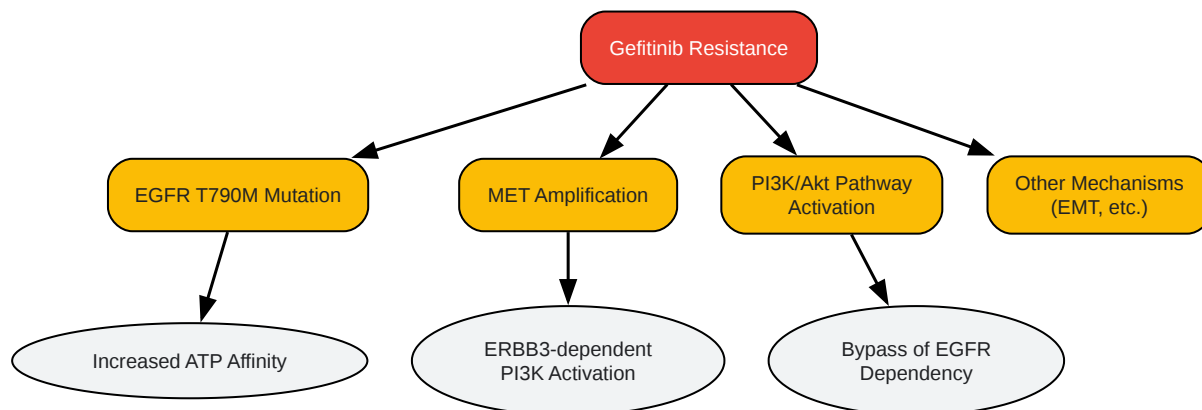 Gefitinib Resistance
EGFR T790M Mutation
MET Amplification
PI3K/Akt Pathway
Activation
Other Mechanisms
(EMT, etc.)
Increased ATP Affinity
ERBB3-dependent
PI3K Activation
Bypass of EGFR
Dependency